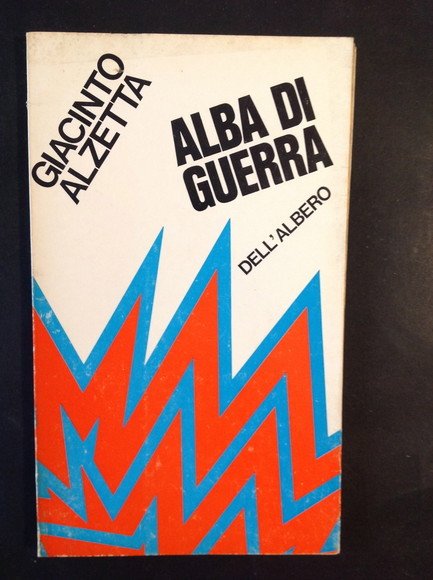 GIACINTO
ALZETTA
ALBA DI
GUERRA
DELL'ALBERO